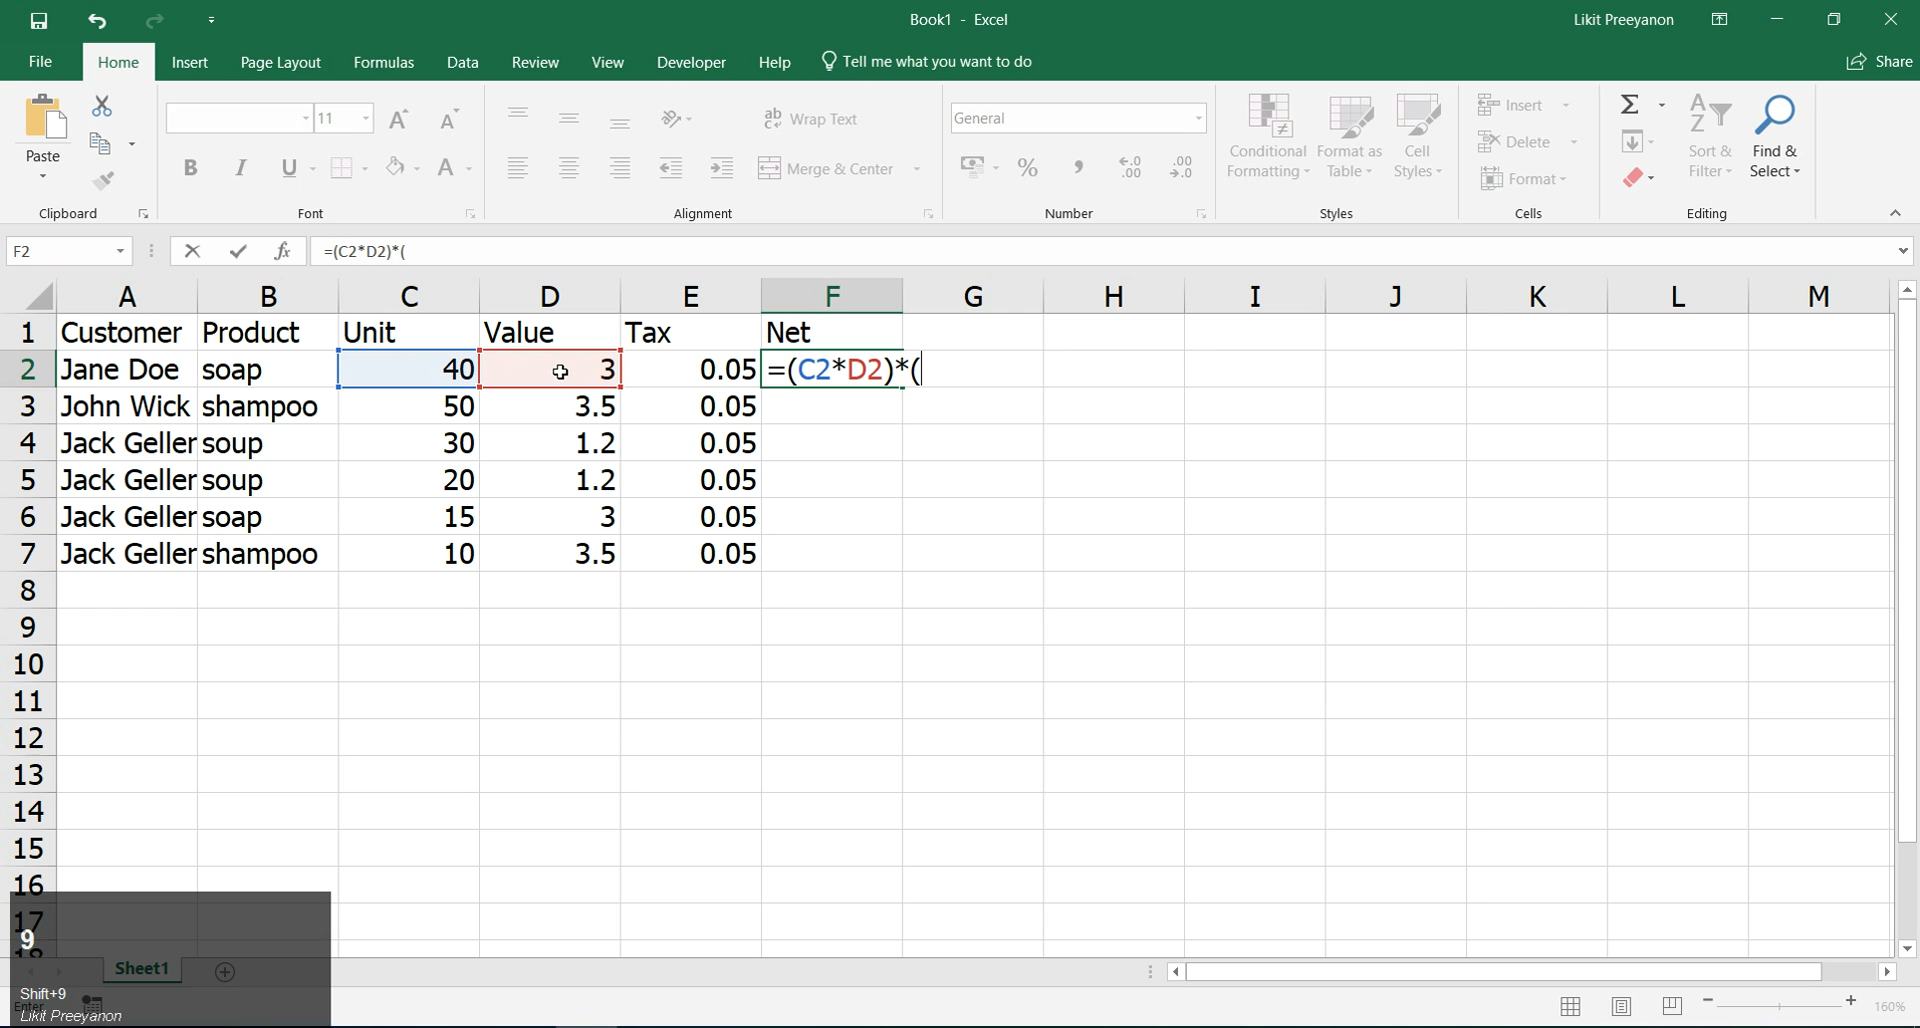 Book1 - Excel
Likit Preeyanon
File Home Insert Page Layout Formulas Data Review View Developer Help Tell me what you want to do
Share
Paste
11
B I U A
Wrap Text
Merge & Center
General
% , .0 .00
Conditional Formatting
Format as Table
Cell Styles
Insert
Delete
Format
Sort & Filter
Find & Select
Clipboard Font Alignment Number Styles Cells Editing
F2 fx =(C2*D2)*(
A B C D E F G H I J K L M
1 Customer Product Unit Value Tax Net
2 Jane Doe soap 40 3 0.05 =(C2*D2)*(
3 John Wick shampoo 50 3.5 0.05
4 Jack Geller soup 30 1.2 0.05
5 Jack Geller soup 20 1.2 0.05
6 Jack Geller soap 15 3 0.05
7 Jack Geller shampoo 10 3.5 0.05
8
9
10
11
12
13
14
15
16
17
18
9
Sheet1
Shift+9
Enter
Likit Preeyanon
160%